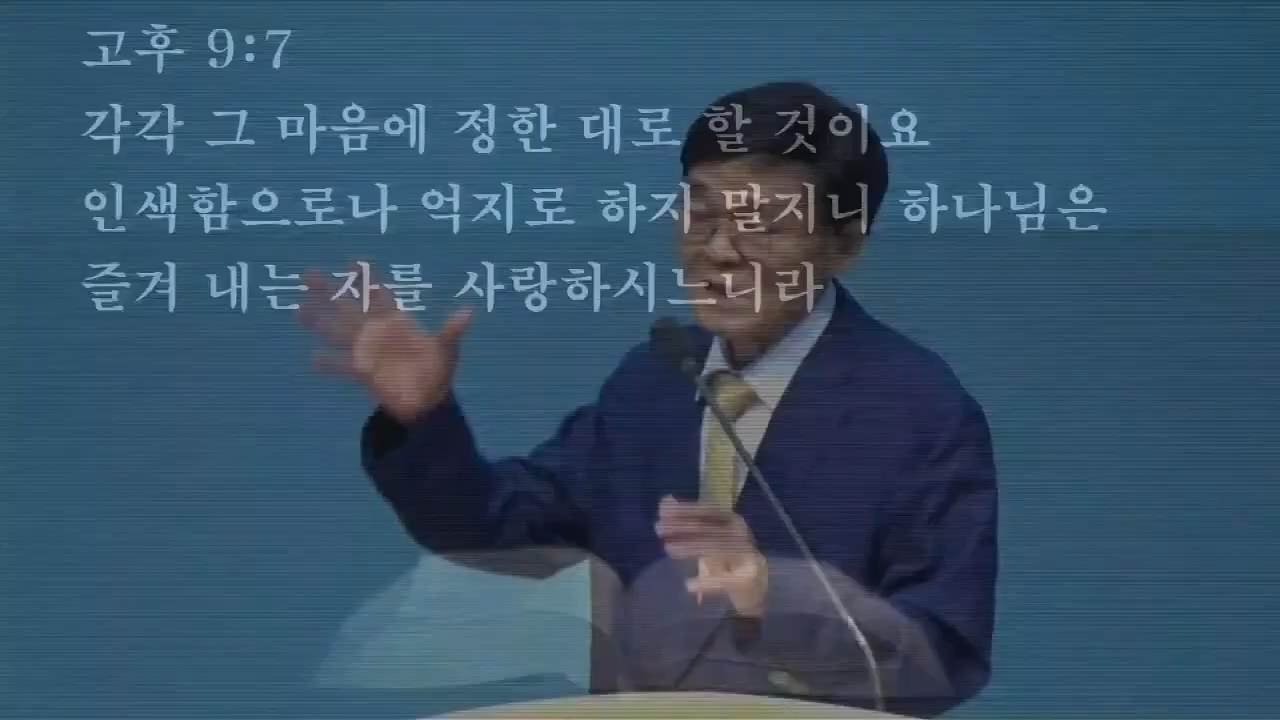 고후 9:7
각각 그 마음에 정한 대로 할 것이요
인색함으로나 억지로 하지 말지니 하나님은
즐겨 내는 자를 사랑하시느니라